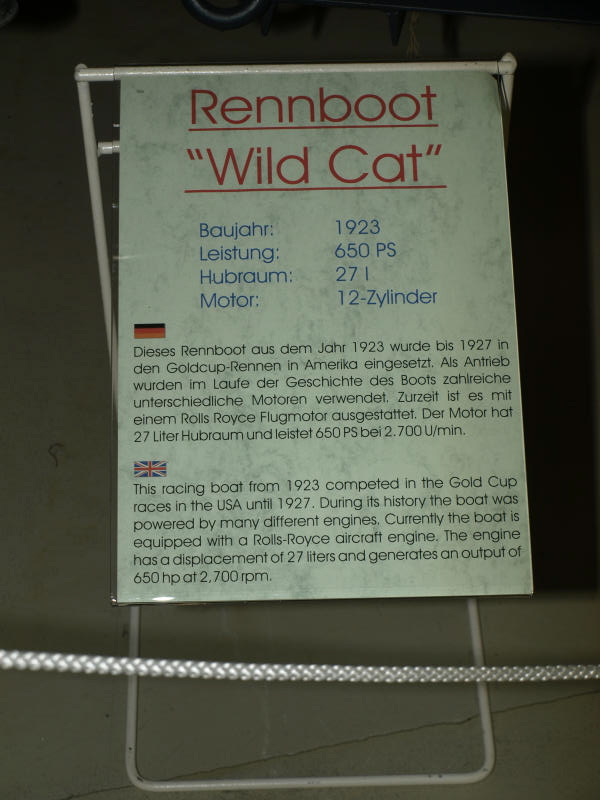 Rennboot
"Wild Cat"
Baujahr: 1923
Leistung: 650 PS
Hubraum: 27 l
Motor: 12-Zylinder
Dieses Rennboot aus dem Jahr 1923 wurde bis 1927 in
den Goldcup-Rennen in Amerika eingesetzt. Als Antrieb
wurden im Laufe der Geschichte des Boots zahlreiche
unterschiedliche Motoren verwendet. Zurzeit ist es mit
einem Rolls Royce Flugmotor ausgestattet. Der Motor hat
27 Liter Hubraum und leistet 650 PS bei 2.700 U/min.
This racing boat from 1923 competed in the Gold Cup
races in the USA until 1927. During its history the boat was
powered by many different engines. Currently the boat is
equipped with a Rolls-Royce aircraft engine. The engine
has a displacement of 27 liters and generates an output of
650 hp at 2,700 rpm.